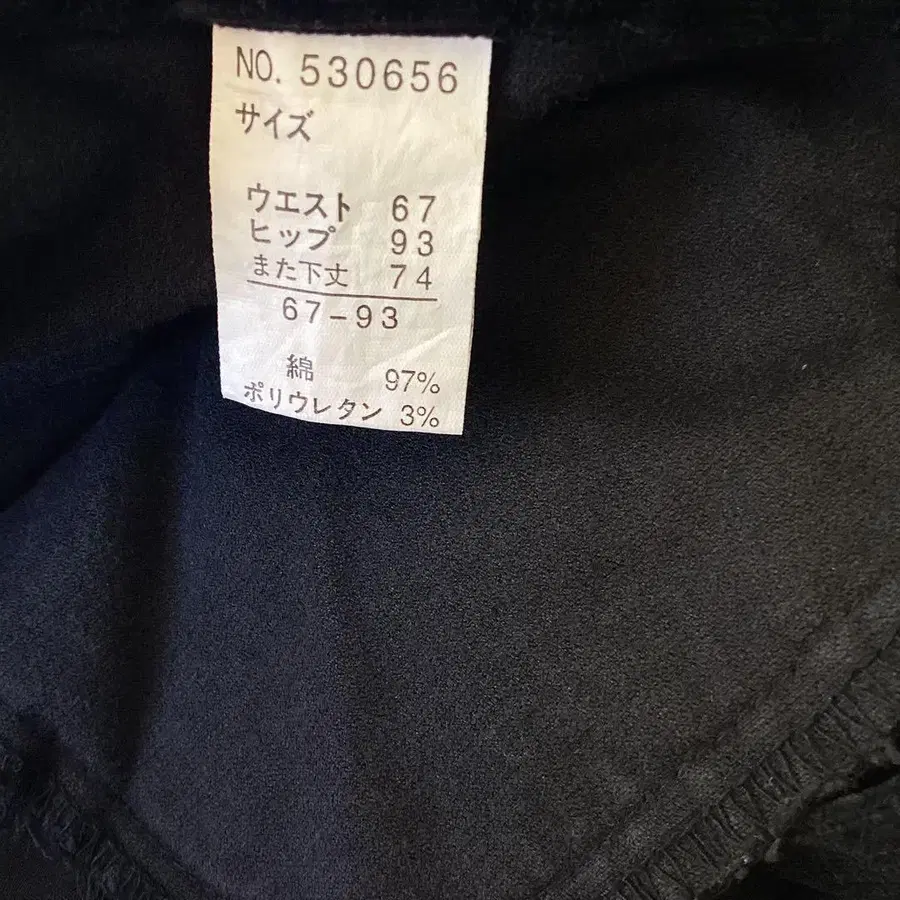 NO. 530656
サイズ
ウエスト 67
ヒップ 93
また下丈 74
67-93
綿 97%
ポリウレタン 3%